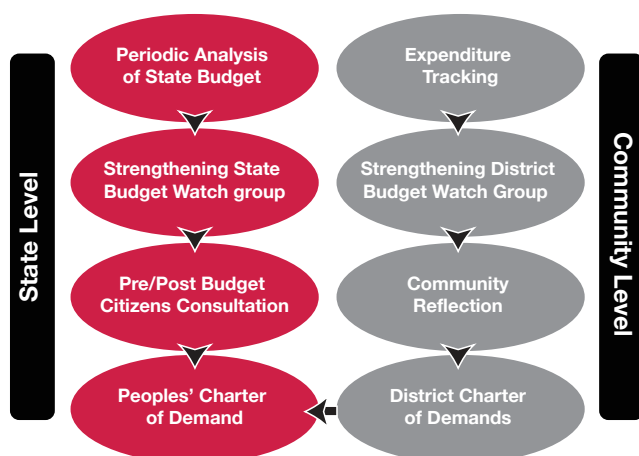 State Level
Periodic Analysis
of State Budget
Strengthening State
Budget Watch group
Pre/Post Budget
Citizens Consultation
Peoples' Charter
of Demand
Expenditure
Tracking
Strengthening District
Budget Watch Group
Community
Reflection
District Charter
of Demands
Community Level